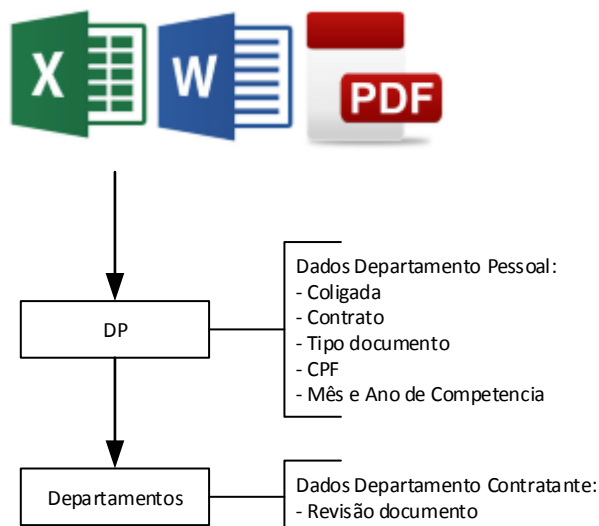 X
W
PDF
DP
Dados Departamento Pessoal:
- Coligada
- Contrato
- Tipo documento
- CPF
- Mês e Ano de Competencia
Departamentos
Dados Departamento Contratante:
- Revisão documento